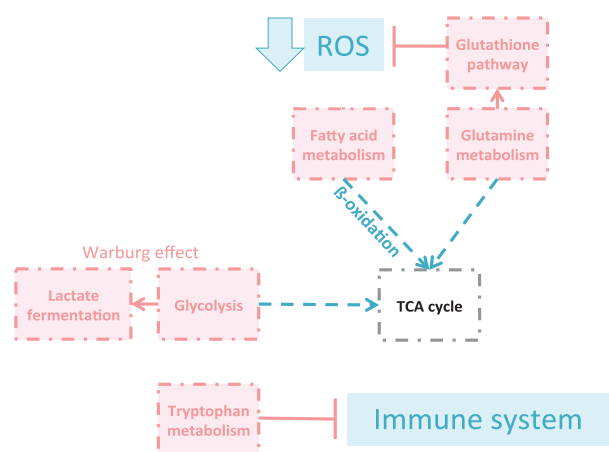 ROS
Glutathione
pathway
Fatty acid
metabolism
Glutamine
metabolism
ß-oxidation
Warburg effect
Lactate
fermentation
Glycolysis
TCA cycle
Tryptophan
metabolism
Immune system